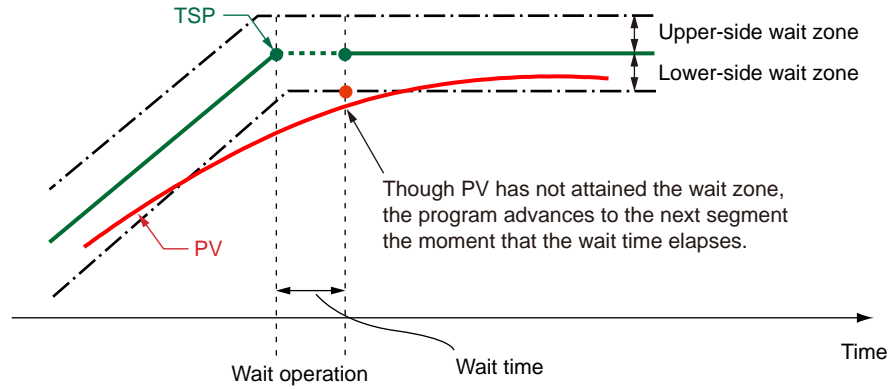 TSP
Upper-side wait zone
Lower-side wait zone
Though PV has not attained the wait zone,
the program advances to the next segment
the moment that the wait time elapses.
PV
Time
Wait time
Wait operation